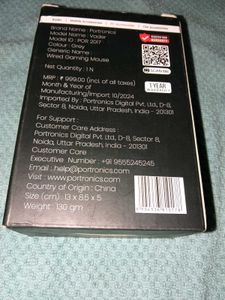 Brand Name : Portronics
Model Name : Vader
Model ID : POR 2017
Colour : Grey
Generic Name :
Wired Gaming Mouse
Net Quantity : 1 N
MRP : ₹ 999.00 (incl. of all taxes)
Month & Year of
Manufacturing/Import: 10/2024
Imported By : Portronics Digital Pvt. Ltd., D-8,
Sector 8, Noida, Uttar Pradesh, India - 201301
For Support :
Customer Care Address :
Portronics Digital Pvt. Ltd., D-8, Sector 8,
Noida, Uttar Pradesh, India - 201301
Customer Care
Executive Number : +91 9555245245
Email : help@portronics.com
Visit : www.portronics.com
Country of Origin : China
Size (cm) : 13 x 8.5 x 5
Weight : 130 gm
1 YEAR
WARRANTY